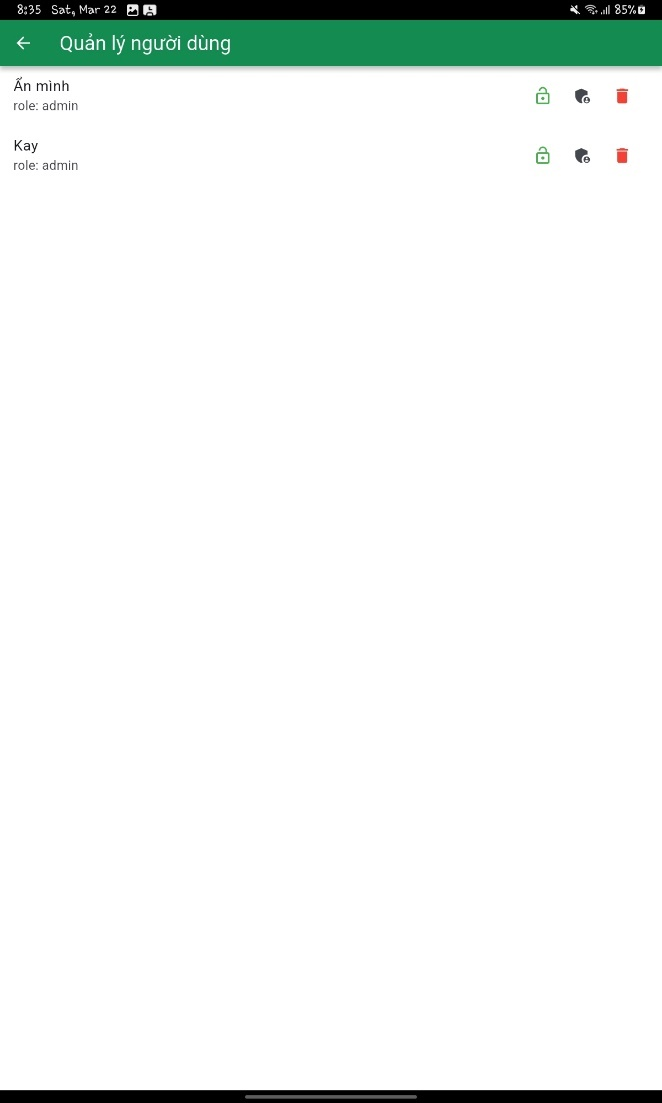 8:35 Sat, Mar 22 85%
Quản lý người dùng
Ẩn mình
role: admin
Kay
role: admin